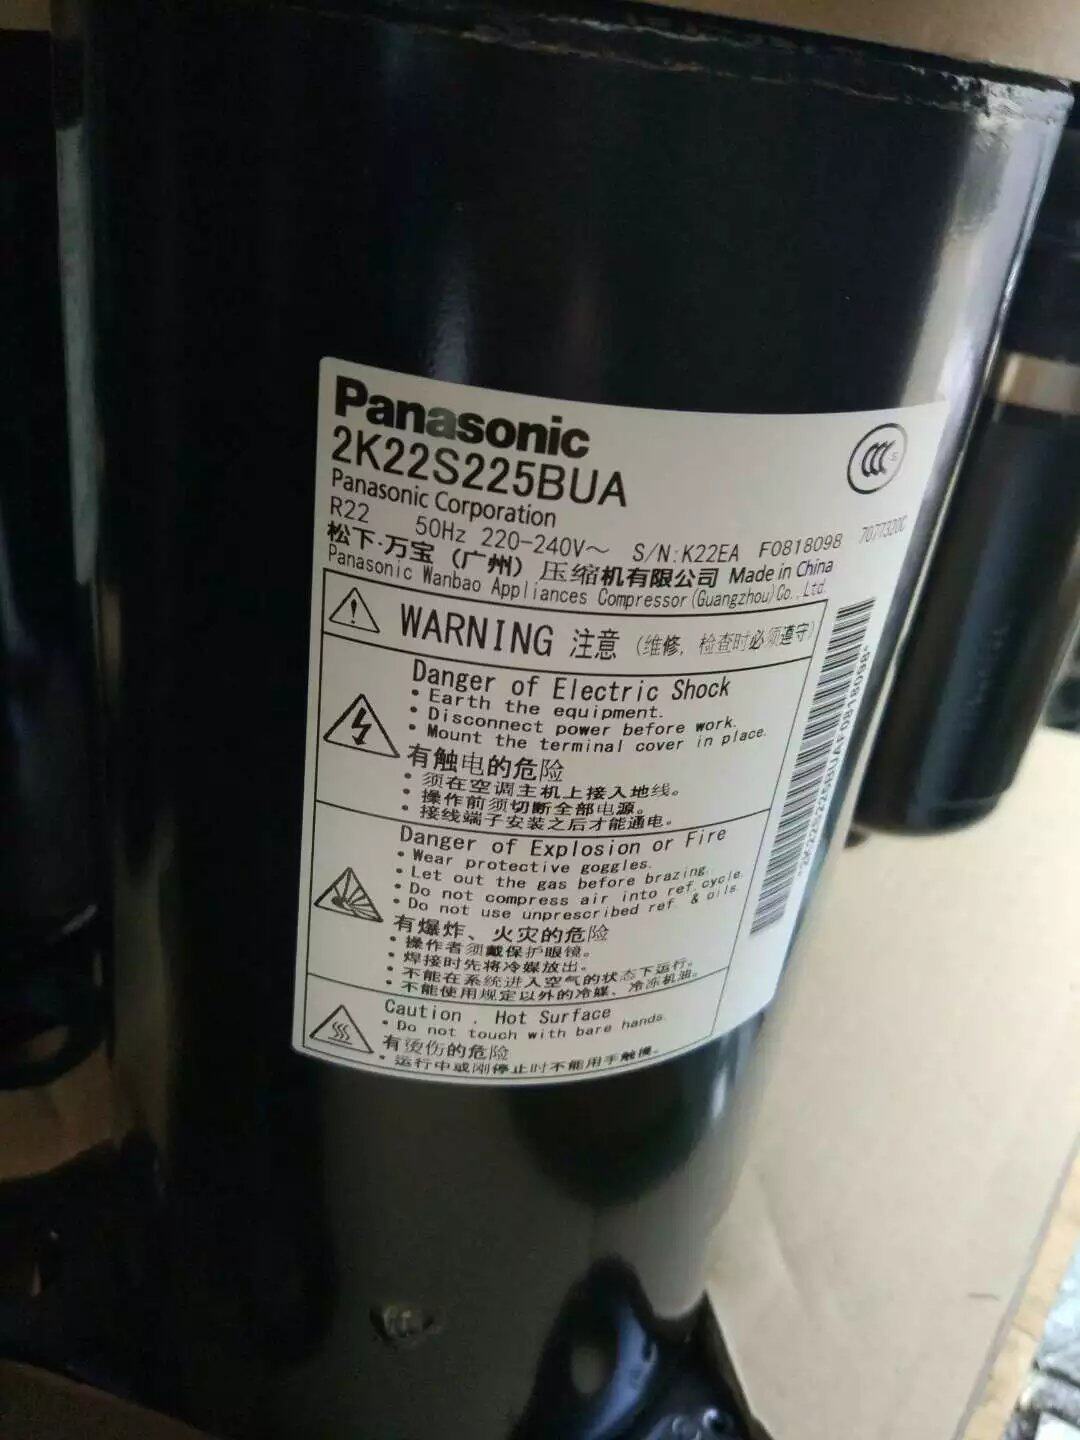 Panasonic
2K22S225BUA
Panasonic Corporation
R22 50Hz 220-240V～ S/N:K22EA F0818098 7077320C
松下·万宝（广州）压缩机有限公司 Made in China
Panasonic Wanbao Appliances Compressor(Guangzhou)Co.,Ltd.
CCC S
WARNING 注意（维修，检查时必须遵守）
Danger of Electric Shock
• Earth the equipment.
• Disconnect power before work.
• Mount the terminal cover in place.
有触电的危险
• 须在空调主机上接入地线。
• 操作前须切断全部电源。
• 接线端子安装之后才能通电。
Danger of Explosion or Fire
• Wear protective goggles.
• Let out the gas before brazing.
• Do not compress air into ref.cycle.
• Do not use unprescribed ref. & oils.
有爆炸、火灾的危险
• 操作者须戴保护眼镜。
• 焊接时先将冷媒放出。
• 不能在系统进入空气的状态下运行。
• 不能使用规定以外的冷媒、冷冻机油。
Caution , Hot Surface
• Do not touch with bare hands.
有烫伤的危险
• 运行中或刚停止时不能用手触摸。